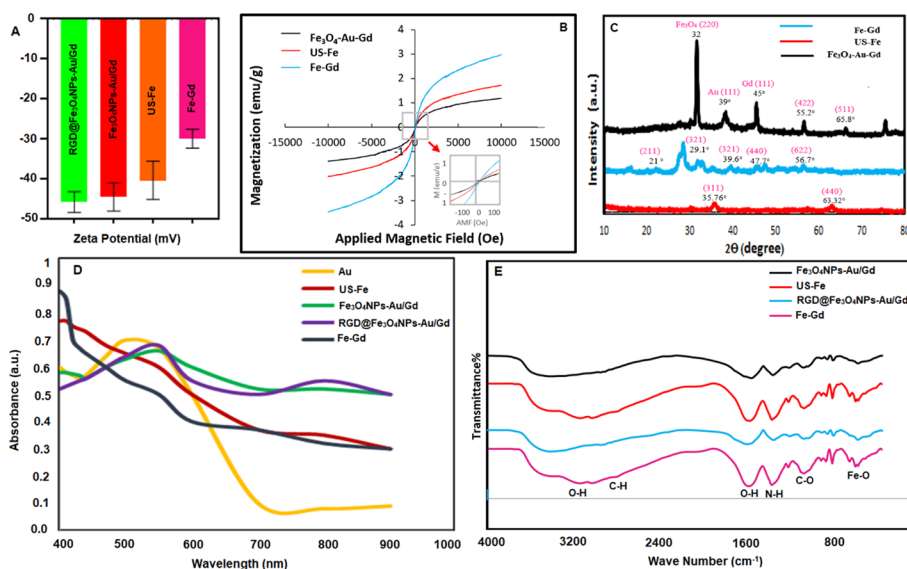 A
0
-10
-20
-30
-40
-50
RGD@Fe₃O₄NPs-Au/Gd
Fe₃O₄NPs-Au/Gd
US-Fe
Fe-Gd
Zeta Potential (mV)
B
Fe₃O₄-Au-Gd
US-Fe
Fe-Gd
Magnetization (emu/g)
4
3
2
1
0
-1
-2
-3
-4
-15000
-10000
-5000
0
5000
10000
15000
M (emu/g)
1
0
1
-100
0
100
AMF (Oe)
Applied Magnetic Field (Oe)
C
Fe₃O₄ (220)
32
Fe-Gd
US-Fe
Fe₃O₄-Au-Gd
Au (111)
39°
Gd (111)
45°
(422)
55.2°
(511)
65.8°
(211)
21 °
(321)
29.1°
(321)
39.6°
(440)
47.7°
(622)
56.7°
(311)
35.76°
(440)
63.32°
Intensity (a.u.)
10
20
30
40
50
60
70
80
2Θ (degree)
D
Au
US-Fe
Fe₃O₄NPs-Au/Gd
RGD@Fe₃O₄NPs-Au/Gd
Fe-Gd
Absorbance (a.u.)
1
0.9
0.8
0.7
0.6
0.5
0.4
0.3
0.2
0.1
0.0
400
500
600
700
800
900
1000
Wavelength (nm)
E
Fe₃O₄NPs-Au/Gd
US-Fe
RGD@Fe₃O₄NPs-Au/Gd
Fe-Gd
Transmittance%
O-H
C-H
O-H
N-H
C-O
Fe-O
4000
3200
2400
1600
800
Wave Number (cm⁻¹)